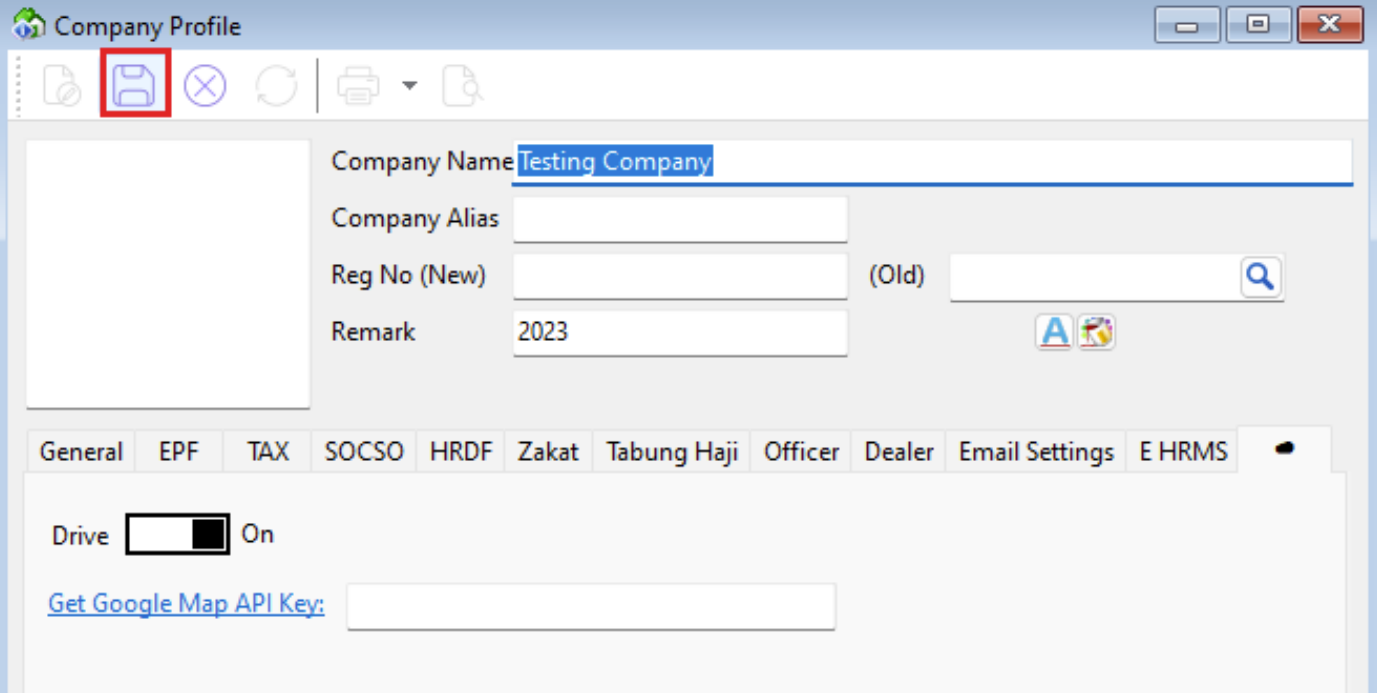 Company Profile
Company Name Testing Company
Company Alias
Reg No (New) (Old)
Remark 2023
A
General EPF TAX SOCSO HRDF Zakat Tabung Haji Officer Dealer Email Settings E HRMS
Drive On
Get Google Map API Key: